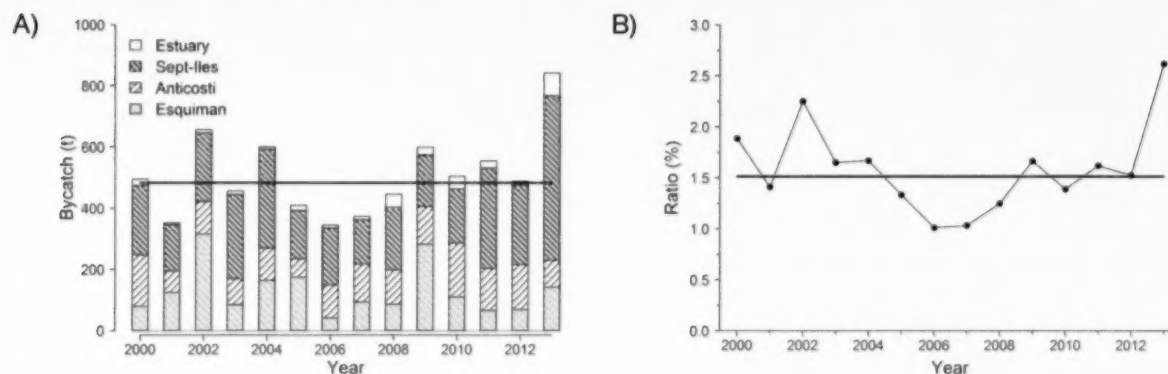 A)
1000
800
600
400
200
0
Bycatch (t)
Estuary
Sept-Iles
Anticosti
Esquiman
2000 2002 2004 2006 2008 2010 2012
Year
B)
3.0
2.5
2.0
1.5
1.0
0.5
0.0
Ratio (%)
2000 2002 2004 2006 2008 2010 2012
Year